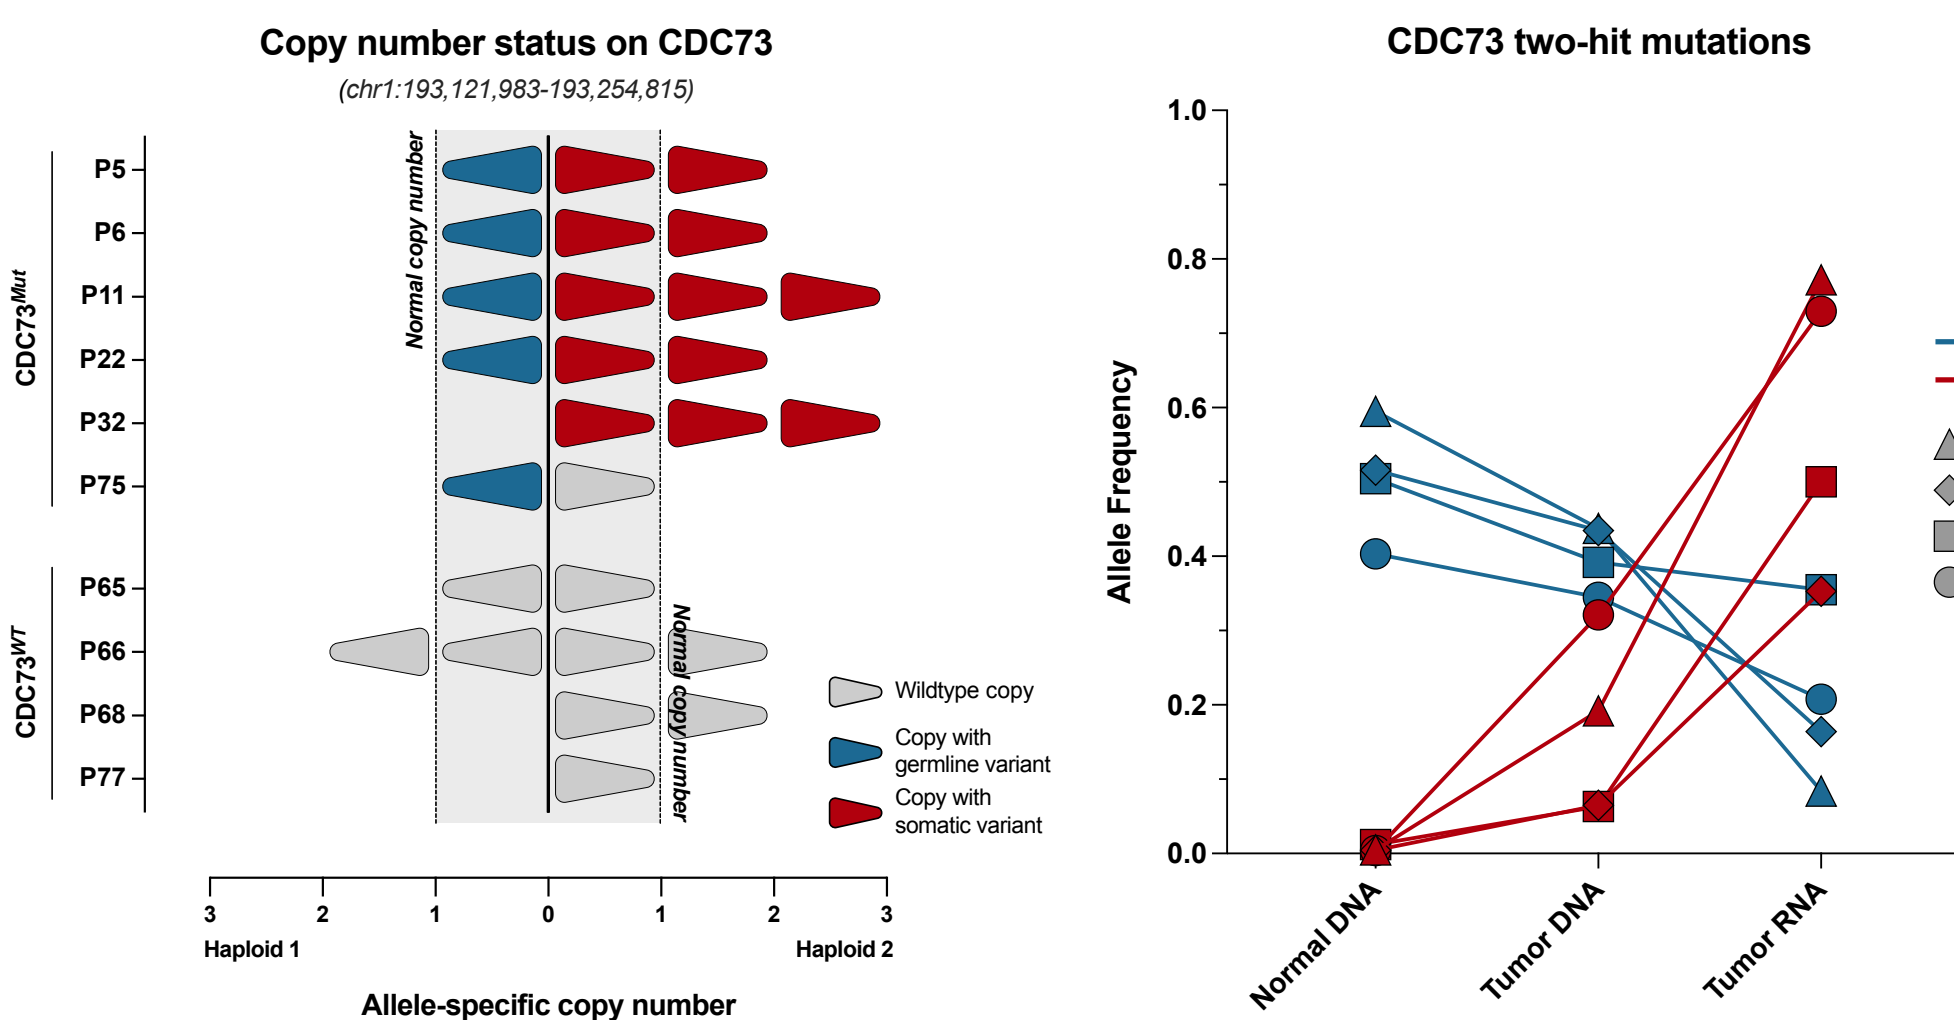 Copy number status on CDC73
(chr1:193,121,983-193,254,815)
CDC73Mut
P5
P6
P11
P22
P32
P75
CDC73WT
P65
P66
P68
P77
Normal copy number
Normal copy number
Wildtype copy
Copy with
germline variant
Copy with
somatic variant
3 2 1 0 1 2 3
Haploid 1 Haploid 2
Allele-specific copy number
CDC73 two-hit mutations
Allele Frequency
1.0
0.8
0.6
0.4
0.2
0.0
Normal DNA
Tumor DNA
Tumor RNA